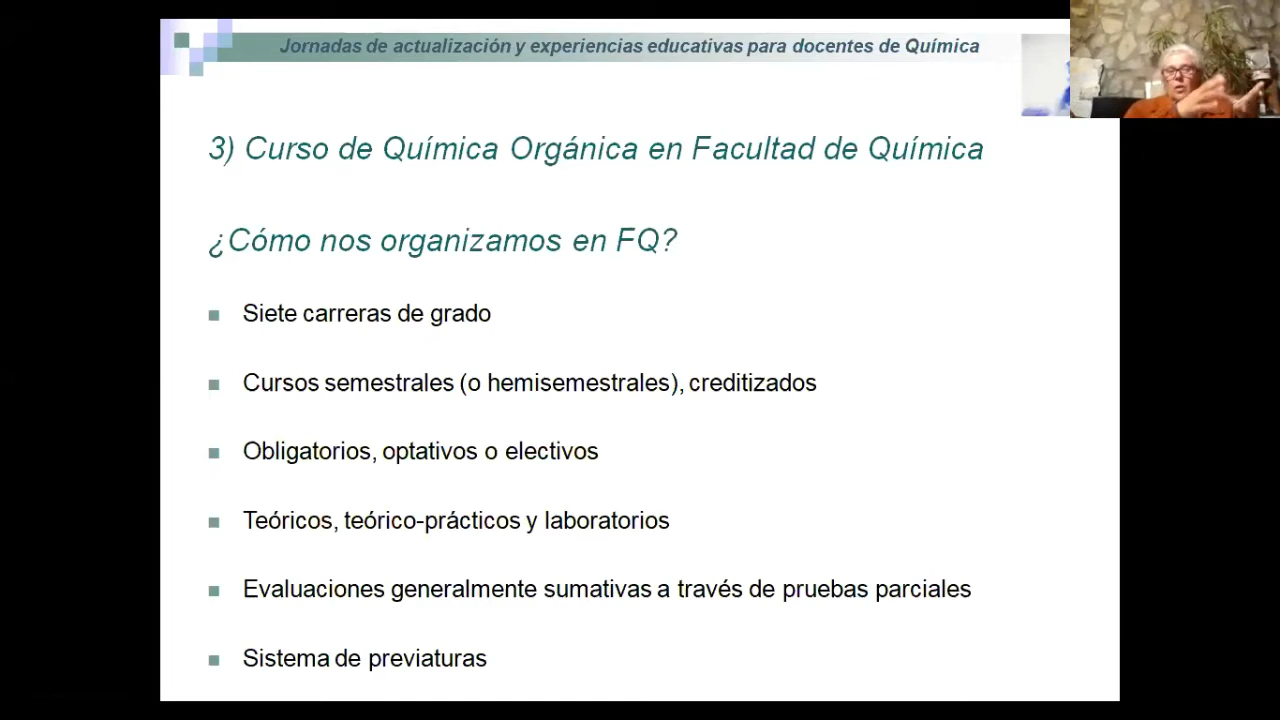 Jornadas de actualización y experiencias educativas para docentes de Química
3) Curso de Química Orgánica en Facultad de Química
¿Cómo nos organizamos en FQ?
Siete carreras de grado
Cursos semestrales (o hemisemestrales), creditizados
Obligatorios, optativos o electivos
Teóricos, teórico-prácticos y laboratorios
Evaluaciones generalmente sumativas a través de pruebas parciales
Sistema de previaturas